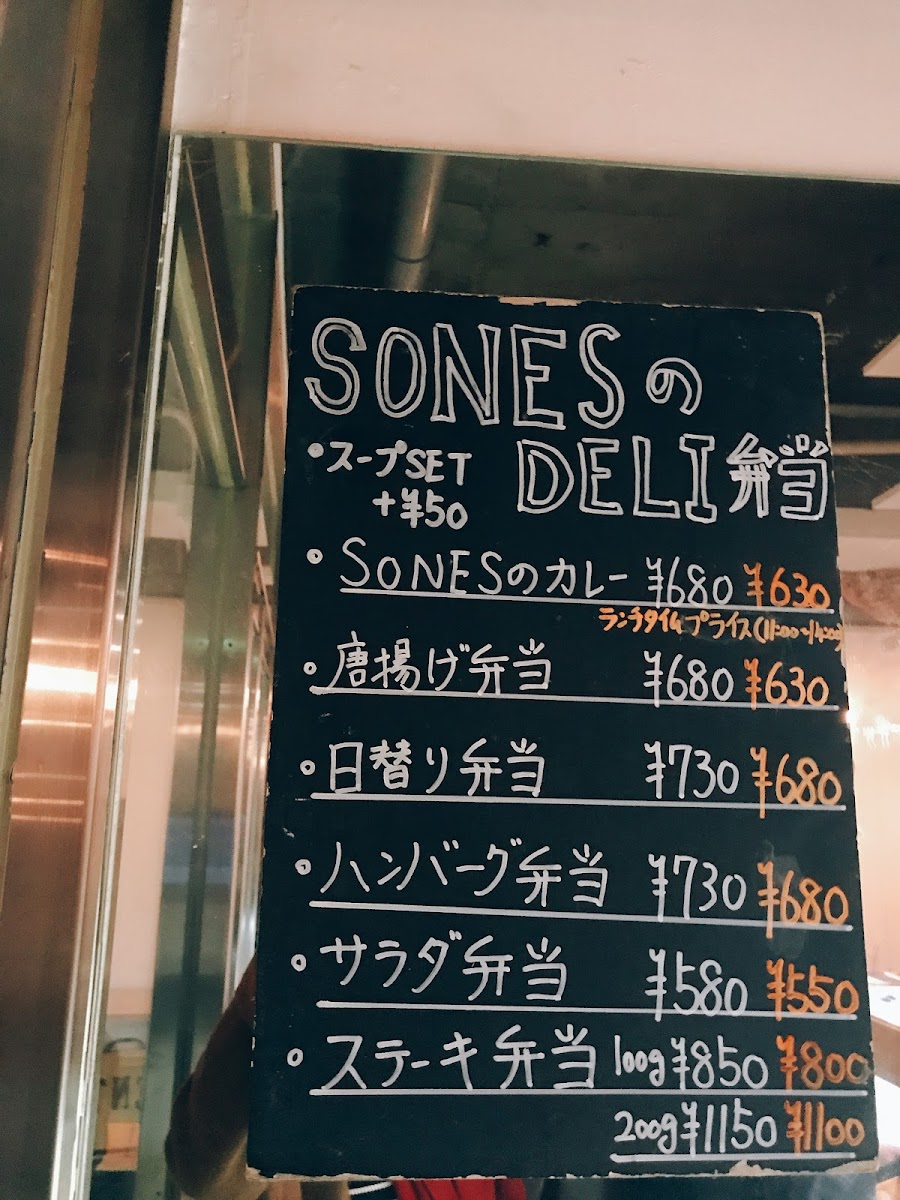 SONESの
DELI弁当
・スープSET
+¥50
・SONESのカレー ¥680 ¥630
ランチタイムプライス(11:00〜14:00)
・唐揚げ弁当 ¥680 ¥630
・日替り弁当 ¥730 ¥680
・ハンバーグ弁当 ¥730 ¥680
・サラダ弁当 ¥580 ¥550
・ステーキ弁当 100g ¥850 ¥800
200g ¥1150 ¥1100